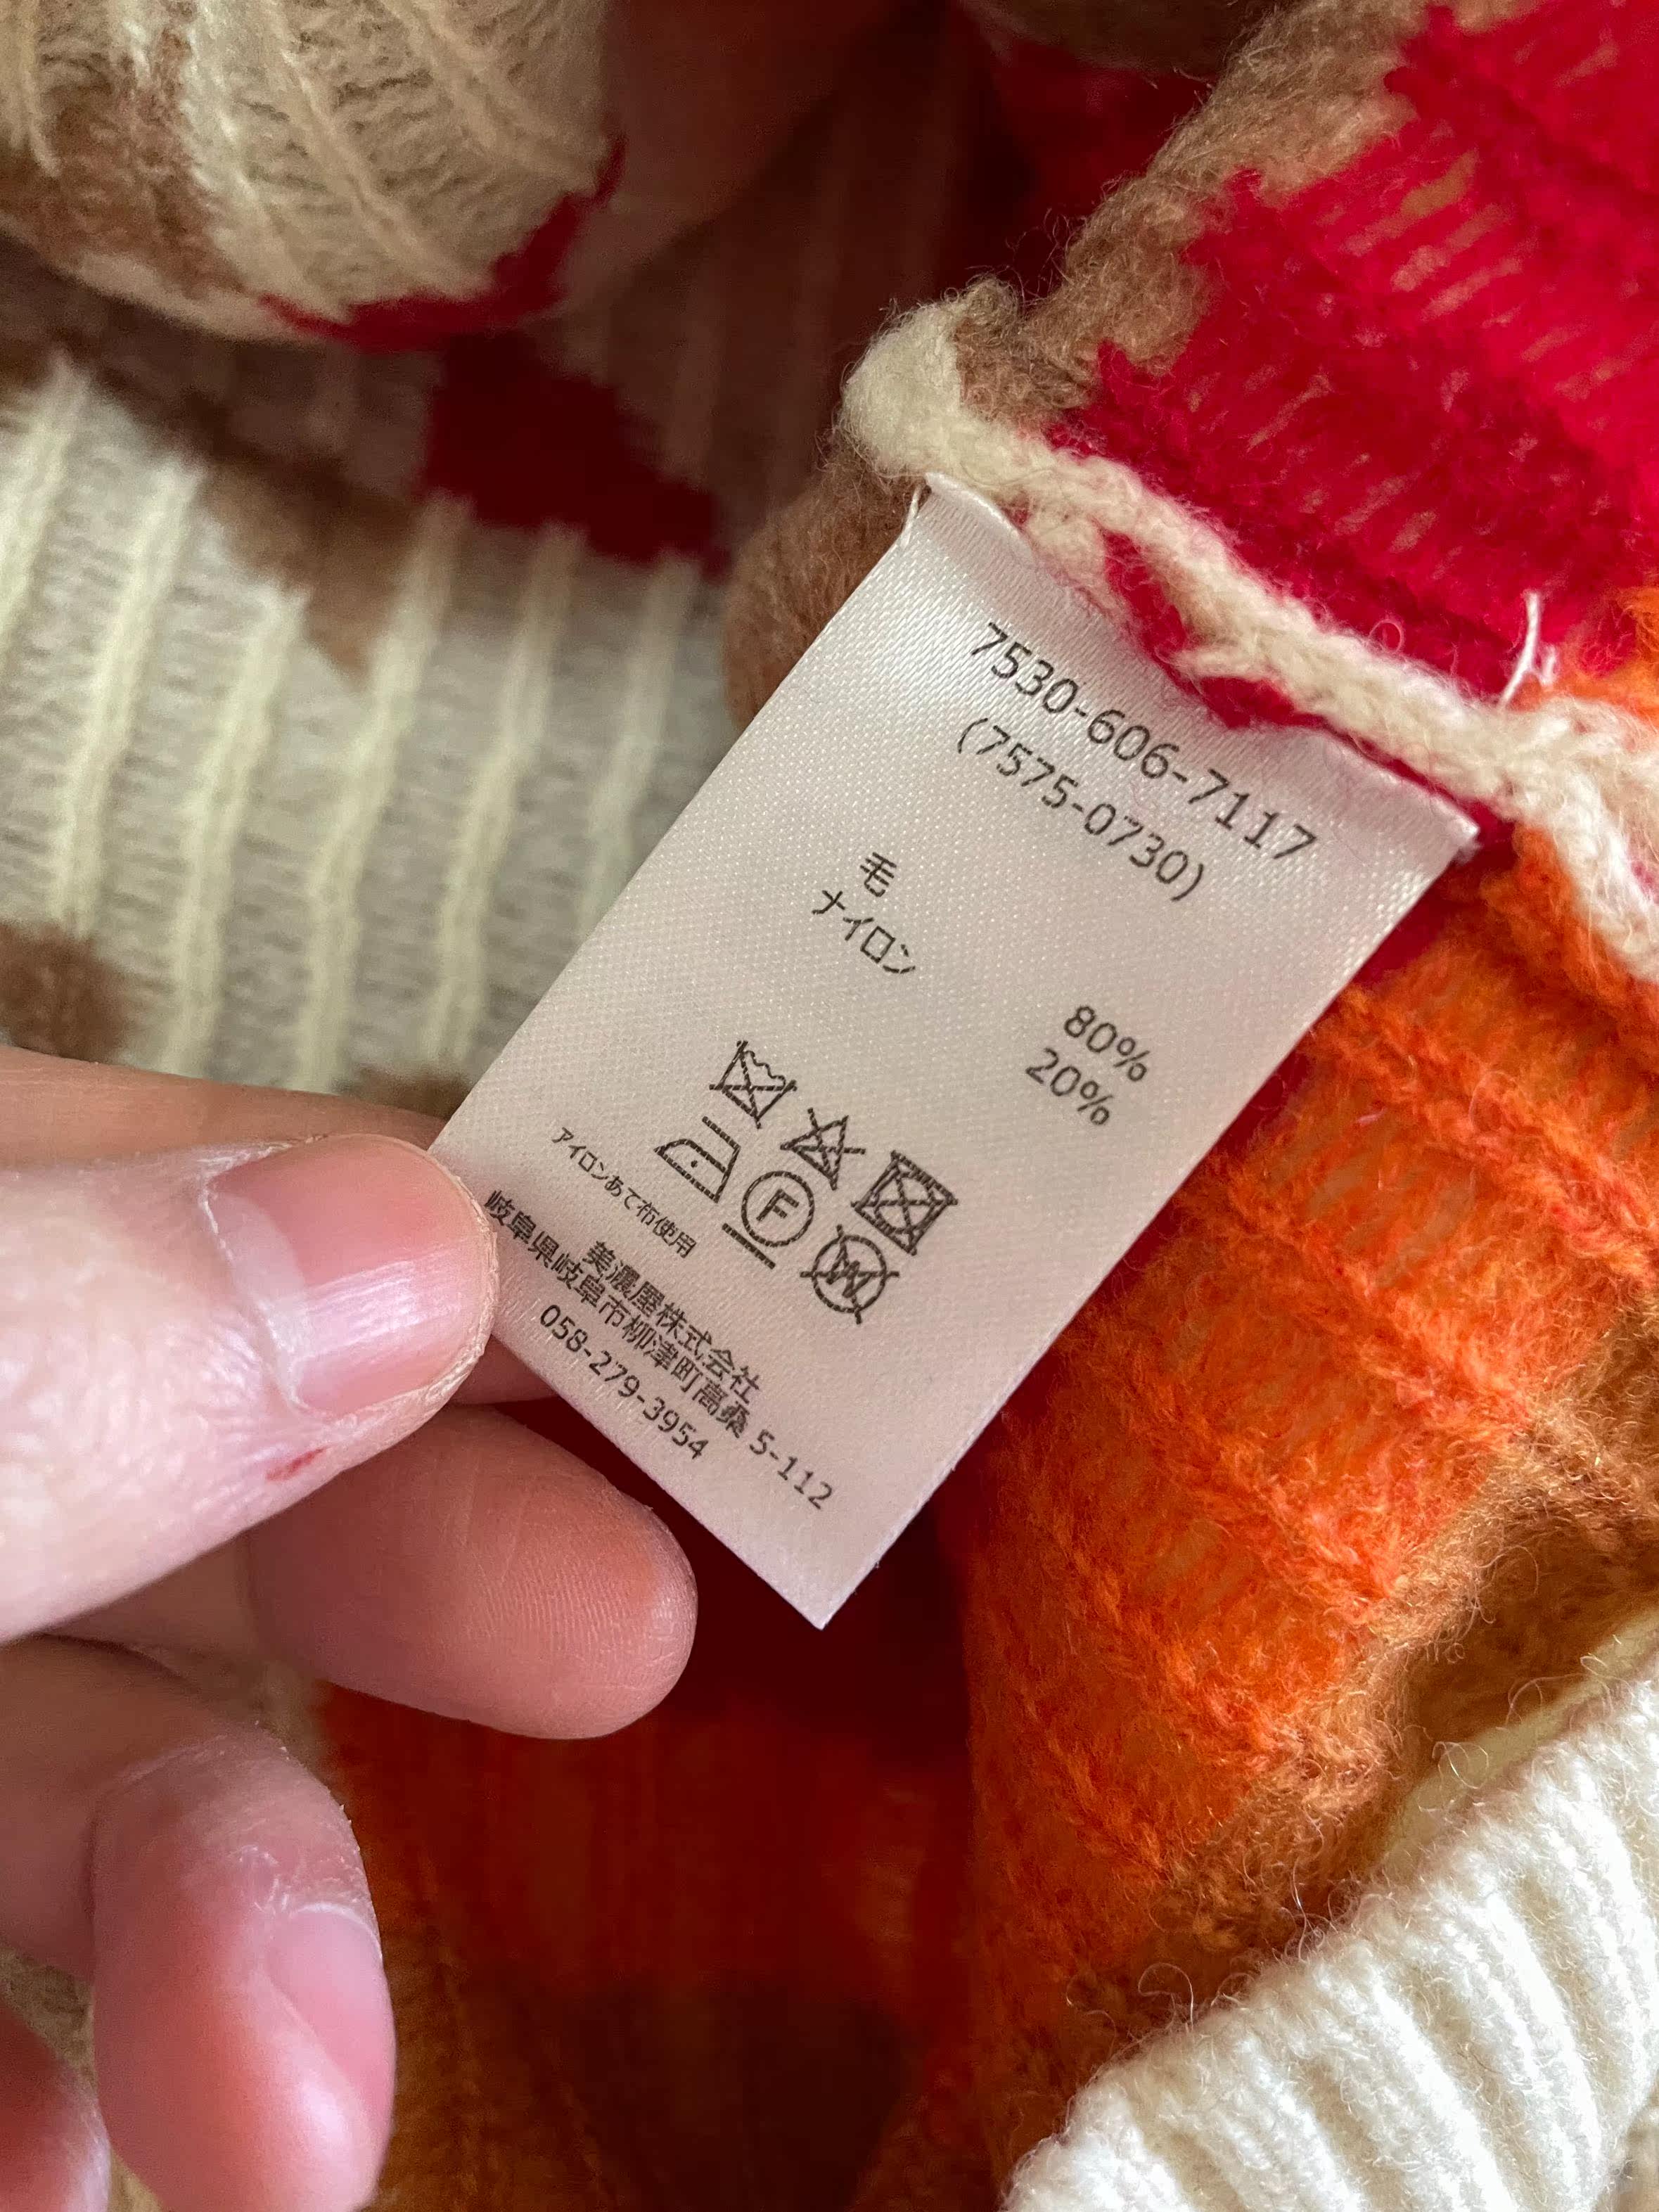 7530-606-7117
(7575-0730)
毛 80%
ナイロン 20%
F
W
アイロンあて布使用
美濃屋株式会社
岐阜県岐阜市柳津町高桑 5-112
058-279-3954